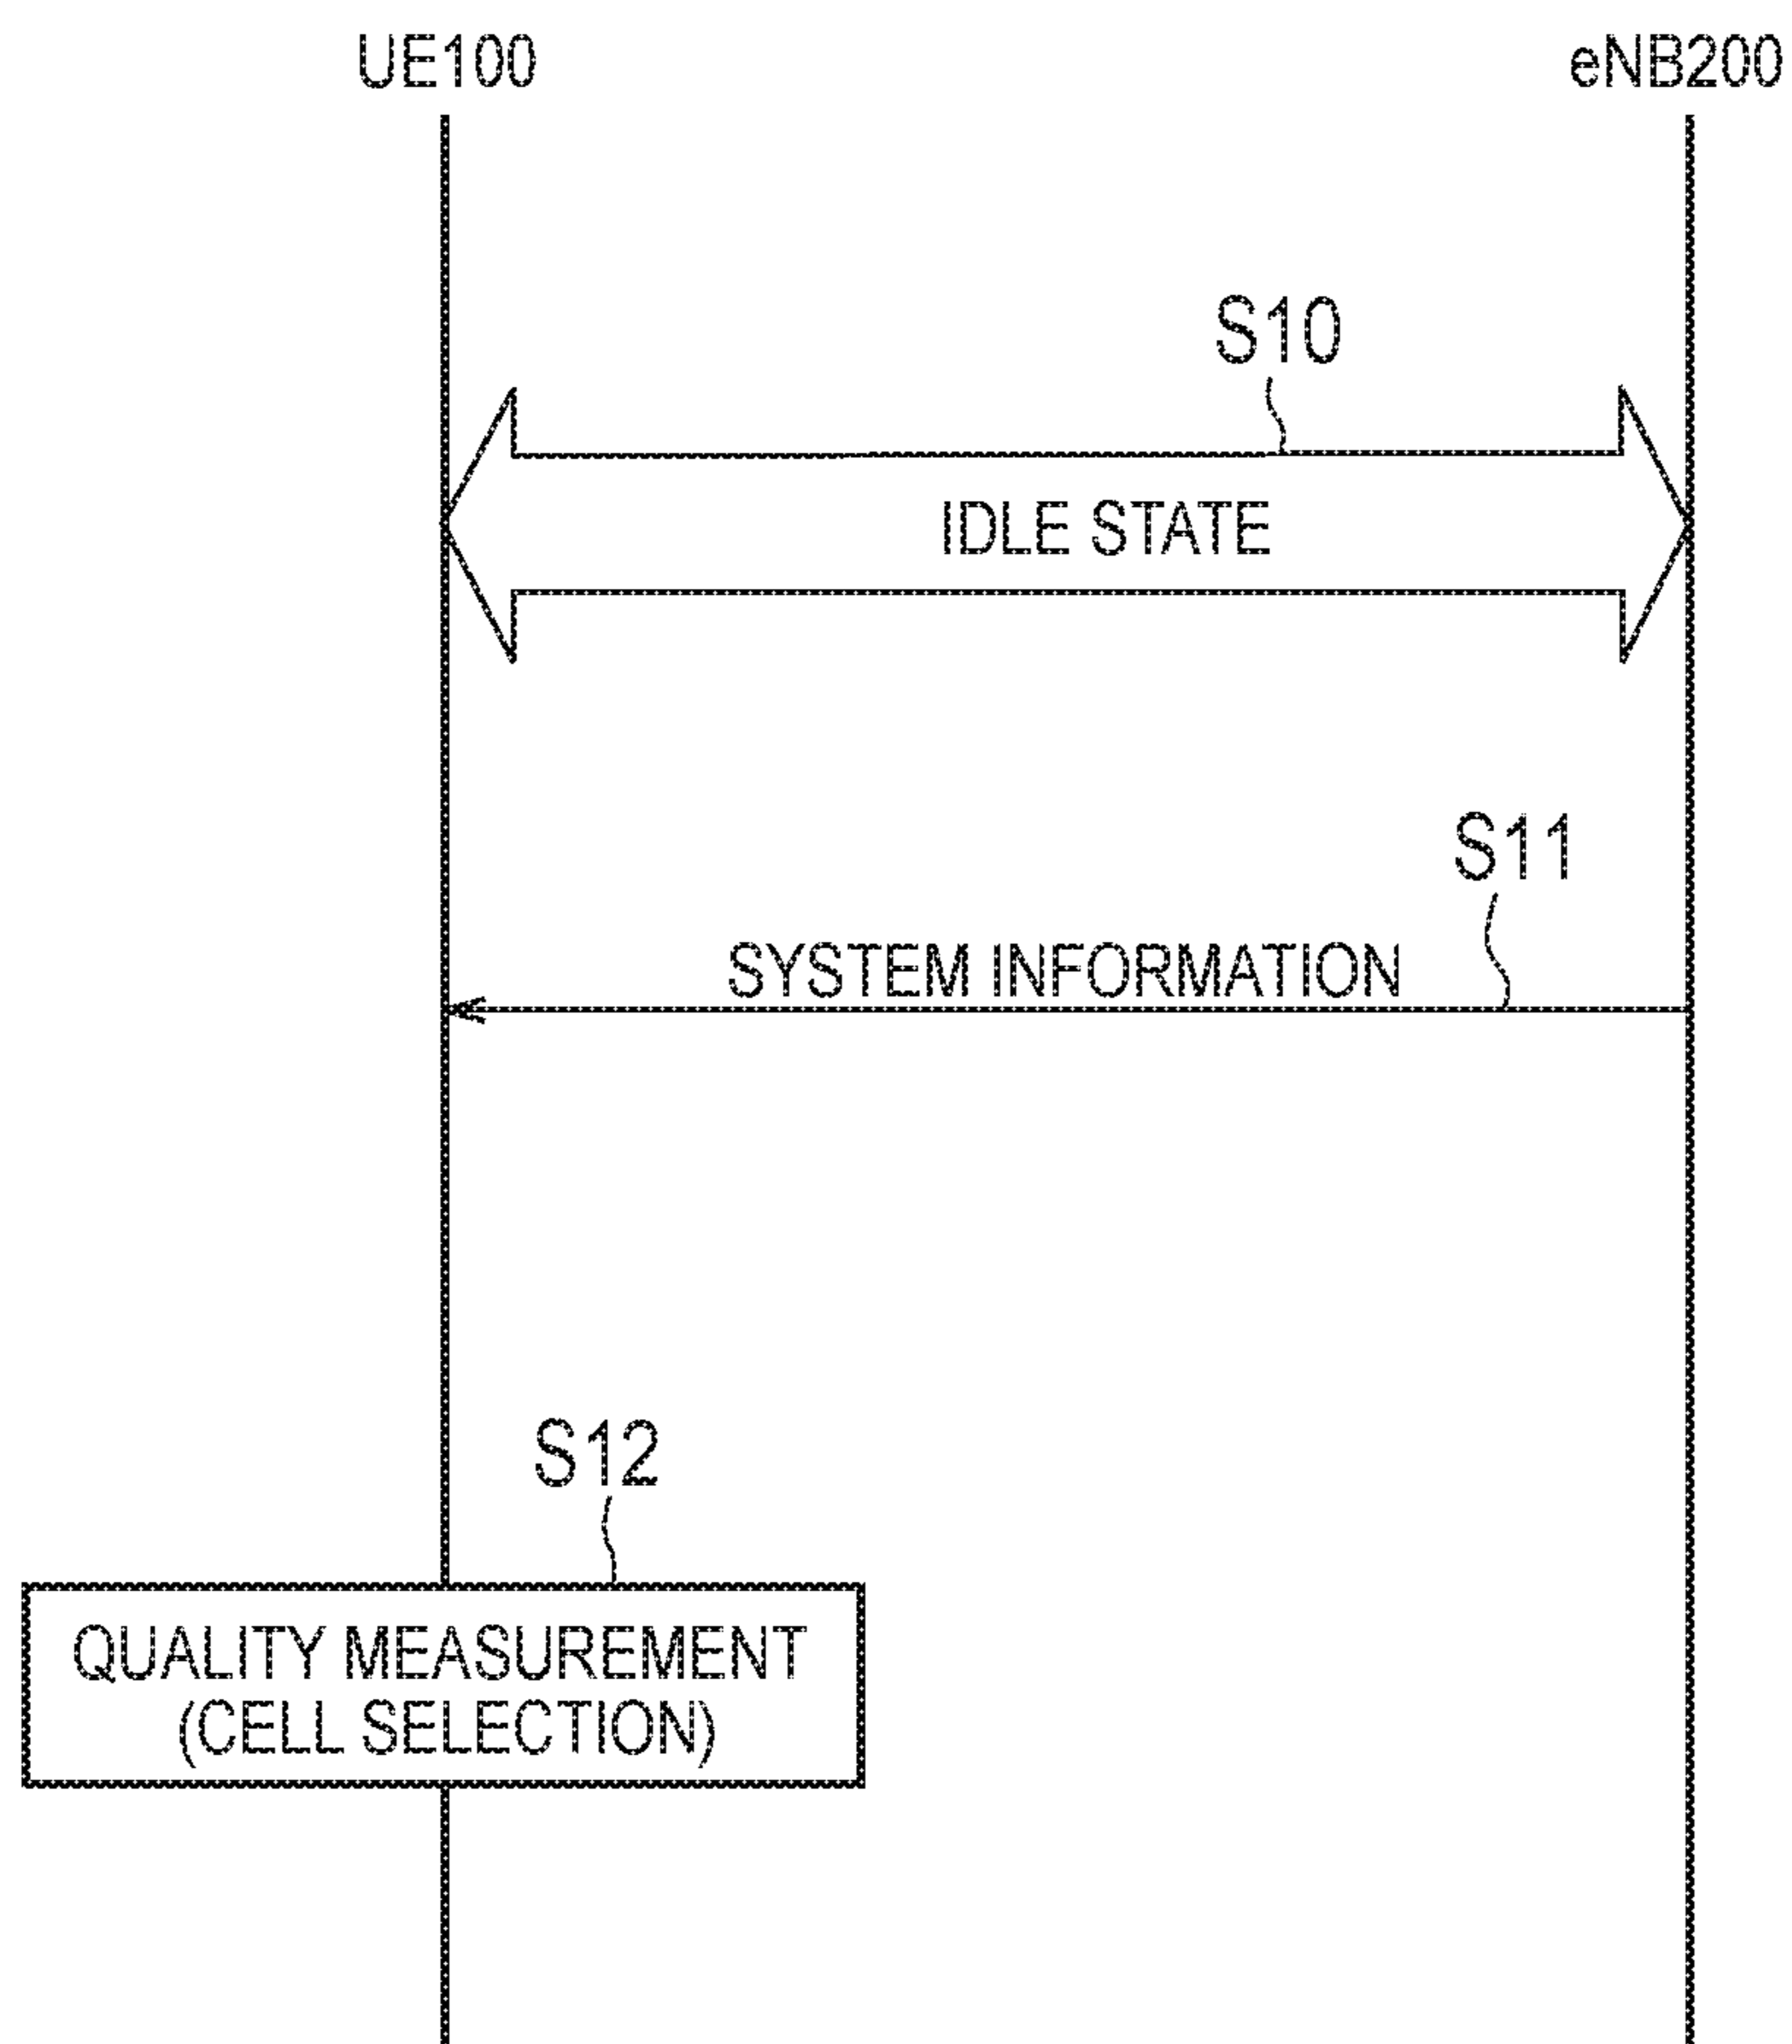 UE100
eNB200
S10
IDLE STATE
S11
SYSTEM INFORMATION
S12
QUALITY MEASUREMENT
(CELL SELECTION)